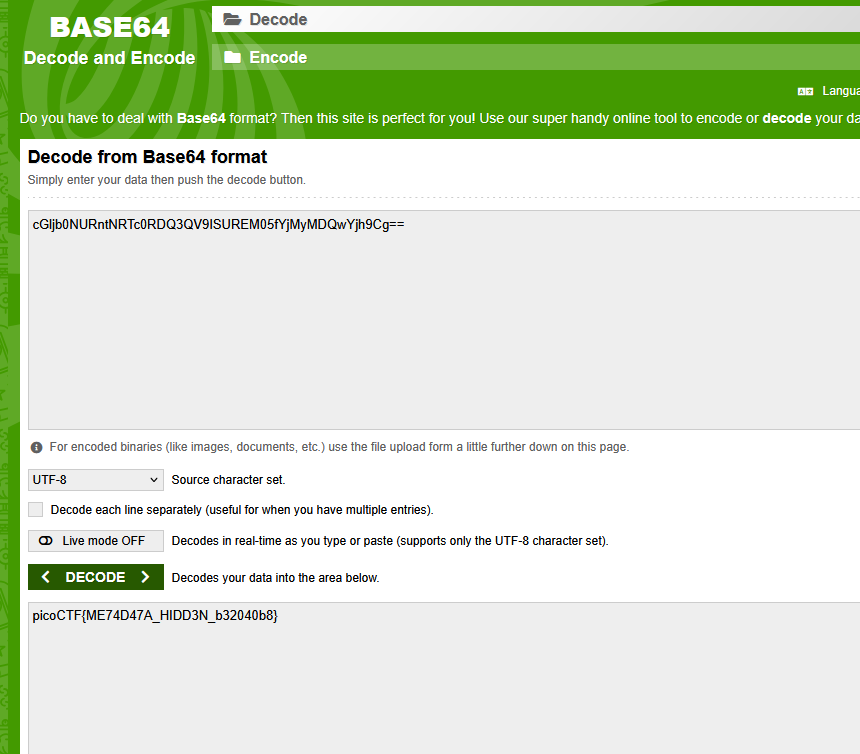 BASE64
Decode and Encode
Decode
Encode
Langua
Do you have to deal with Base64 format? Then this site is perfect for you! Use our super handy online tool to encode or decode your da
Decode from Base64 format
Simply enter your data then push the decode button.
cGljb0NURntNRTc0RDQ3QV9ISUREM05fYjMyMDQwYjh9Cg==
For encoded binaries (like images, documents, etc.) use the file upload form a little further down on this page.
UTF-8
Source character set.
Decode each line separately (useful for when you have multiple entries).
Live mode OFF
Decodes in real-time as you type or paste (supports only the UTF-8 character set).
< DECODE >
Decodes your data into the area below.
picoCTF{ME74D47A_HIDD3N_b32040b8}